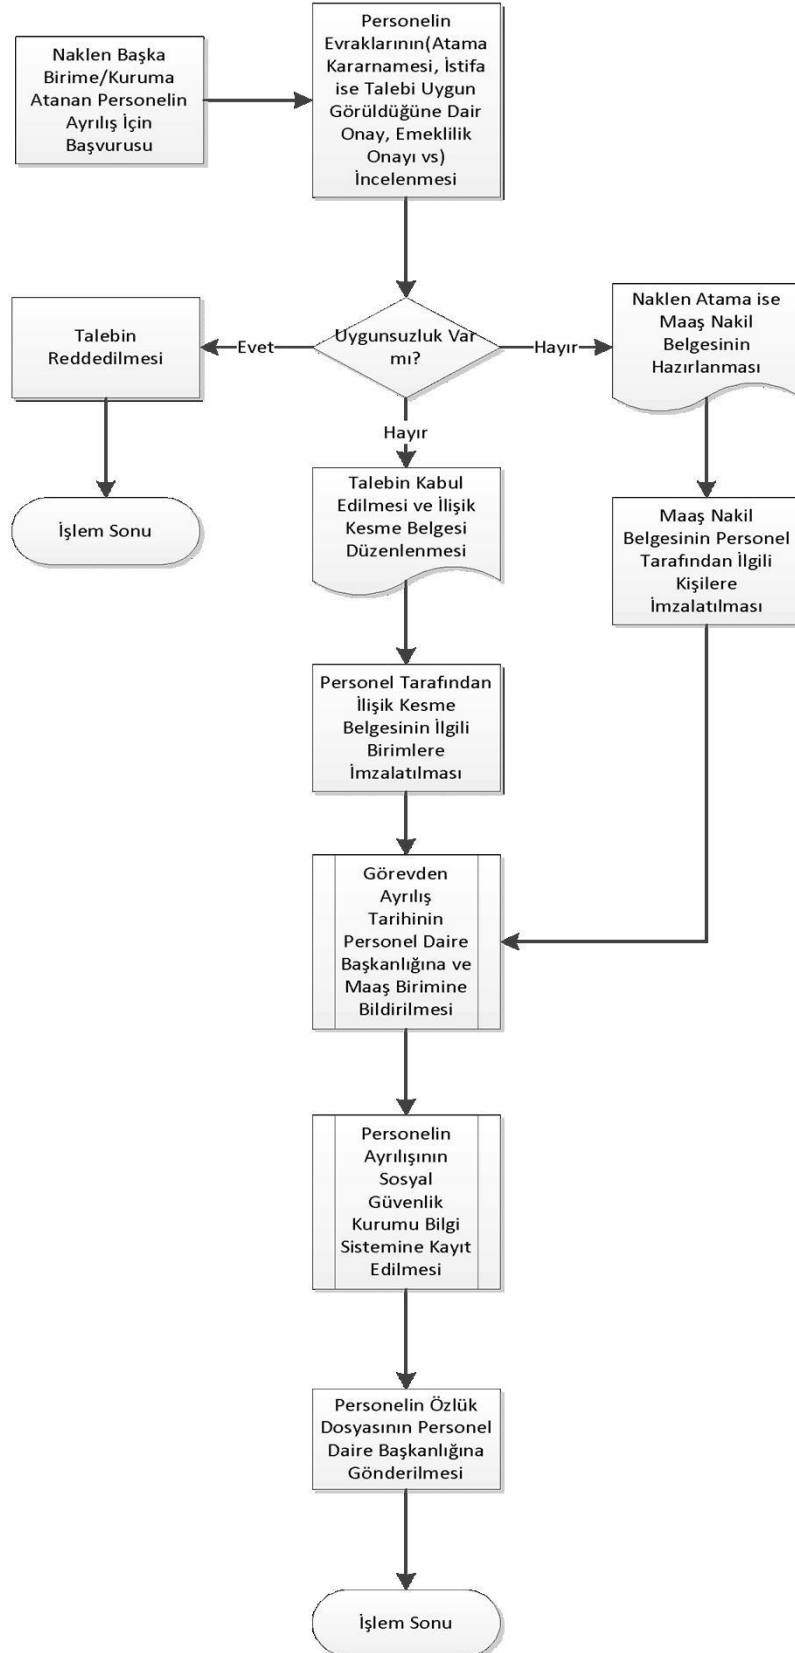 Naklen Başka
Birime/Kuruma
Atanan Personelin
Ayrılış İçin
Başvurusu
Personelin
Evraklarının(Atama
Kararnamesi, İstifa
ise Talebi Uygun
Görüldüğüne Dair
Onay, Emeklilik
Onayı vs)
İncelenmesi
Talebin
Reddedilmesi
Evet
Uygunsuzluk Var
mı?
Hayır
Naklen Atama ise
Maaş Nakil
Belgesinin
Hazırlanması
Hayır
İşlem Sonu
Talebin Kabul
Edilmesi ve İlişik
Kesme Belgesi
Düzenlenmesi
Maaş Nakil
Belgesinin Personel
Tarafından İlgili
Kişilere
İmzalatılması
Personel Tarafından
İlişik Kesme
Belgesinin İlgili
Birimlere
İmzalatılması
Görevden
Ayrılış
Tarihinin
Personel Daire
Başkanlığına ve
Maaş Birimine
Bildirilmesi
Personelin
Ayrılışının
Sosyal
Güvenlik
Kurumu Bilgi
Sistemine Kayıt
Edilmesi
Personelin Özlük
Dosyasının Personel
Daire Başkanlığına
Gönderilmesi
İşlem Sonu